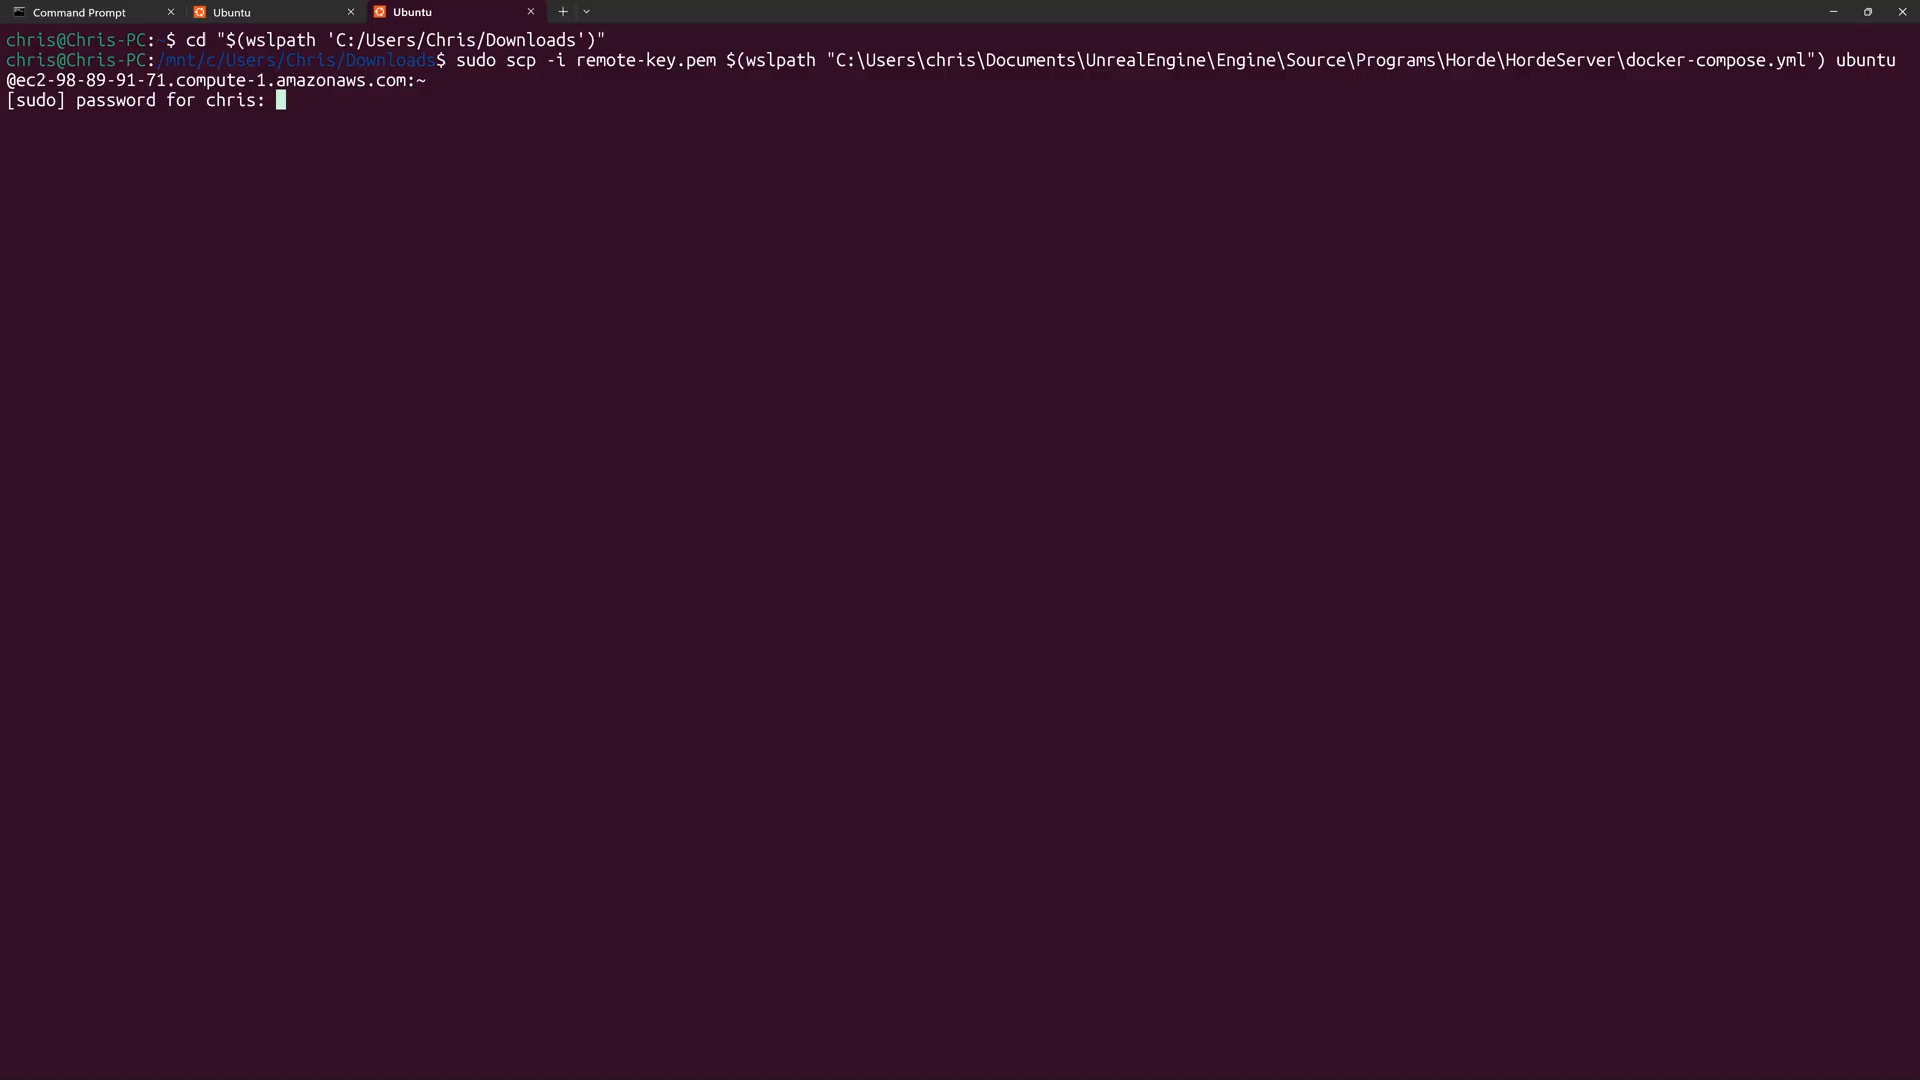 Command Prompt
Ubuntu
Ubuntu
chris@Chris-PC:~$ cd "$(wslpath 'C:/Users/Chris/Downloads')"
chris@Chris-PC:/mnt/c/Users/Chris/Downloads$ sudo scp -i remote-key.pem $(wslpath "C:\Users\chris\Documents\UnrealEngine\Engine\Source\Programs\Horde\HordeServer\docker-compose.yml") ubuntu
@ec2-98-89-91-71.compute-1.amazonaws.com:~
[sudo] password for chris: